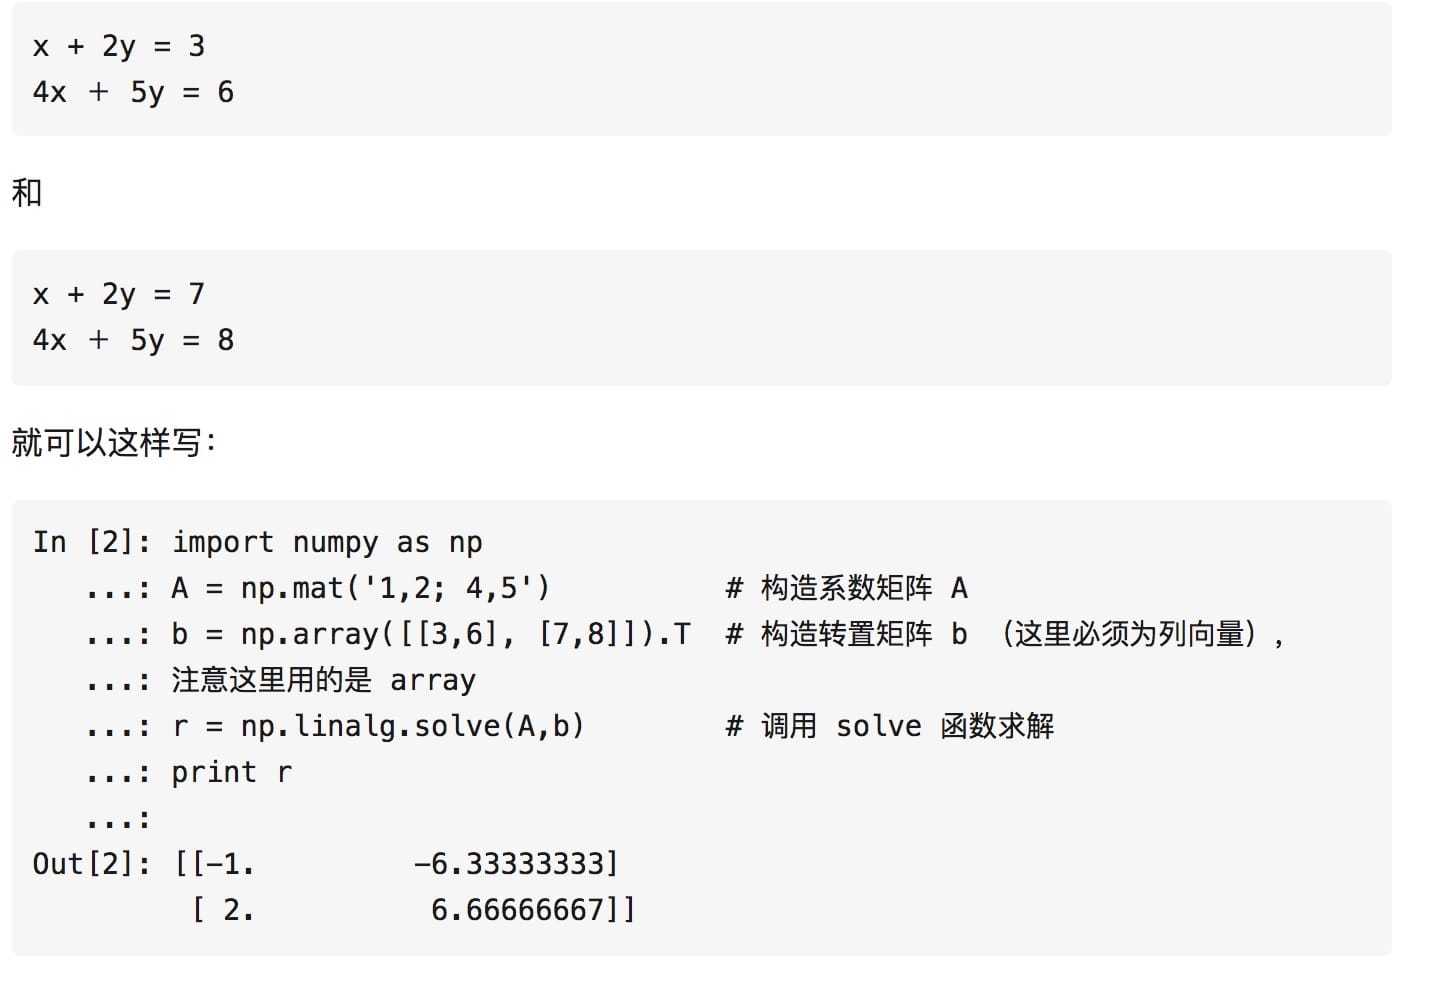 x + 2y = 3
4x + 5y = 6
和
x + 2y = 7
4x + 5y = 8
就可以这样写：
In [2]: import numpy as np
   ...: A = np.mat('1,2; 4,5')          # 构造系数矩阵 A
   ...: b = np.array([[3,6], [7,8]]).T  # 构造转置矩阵 b （这里必须为列向量），
   ...: 注意这里用的是 array
   ...: r = np.linalg.solve(A,b)        # 调用 solve 函数求解
   ...: print r
   ...:
Out[2]: [[-1.         -6.33333333]
         [ 2.          6.66666667]]